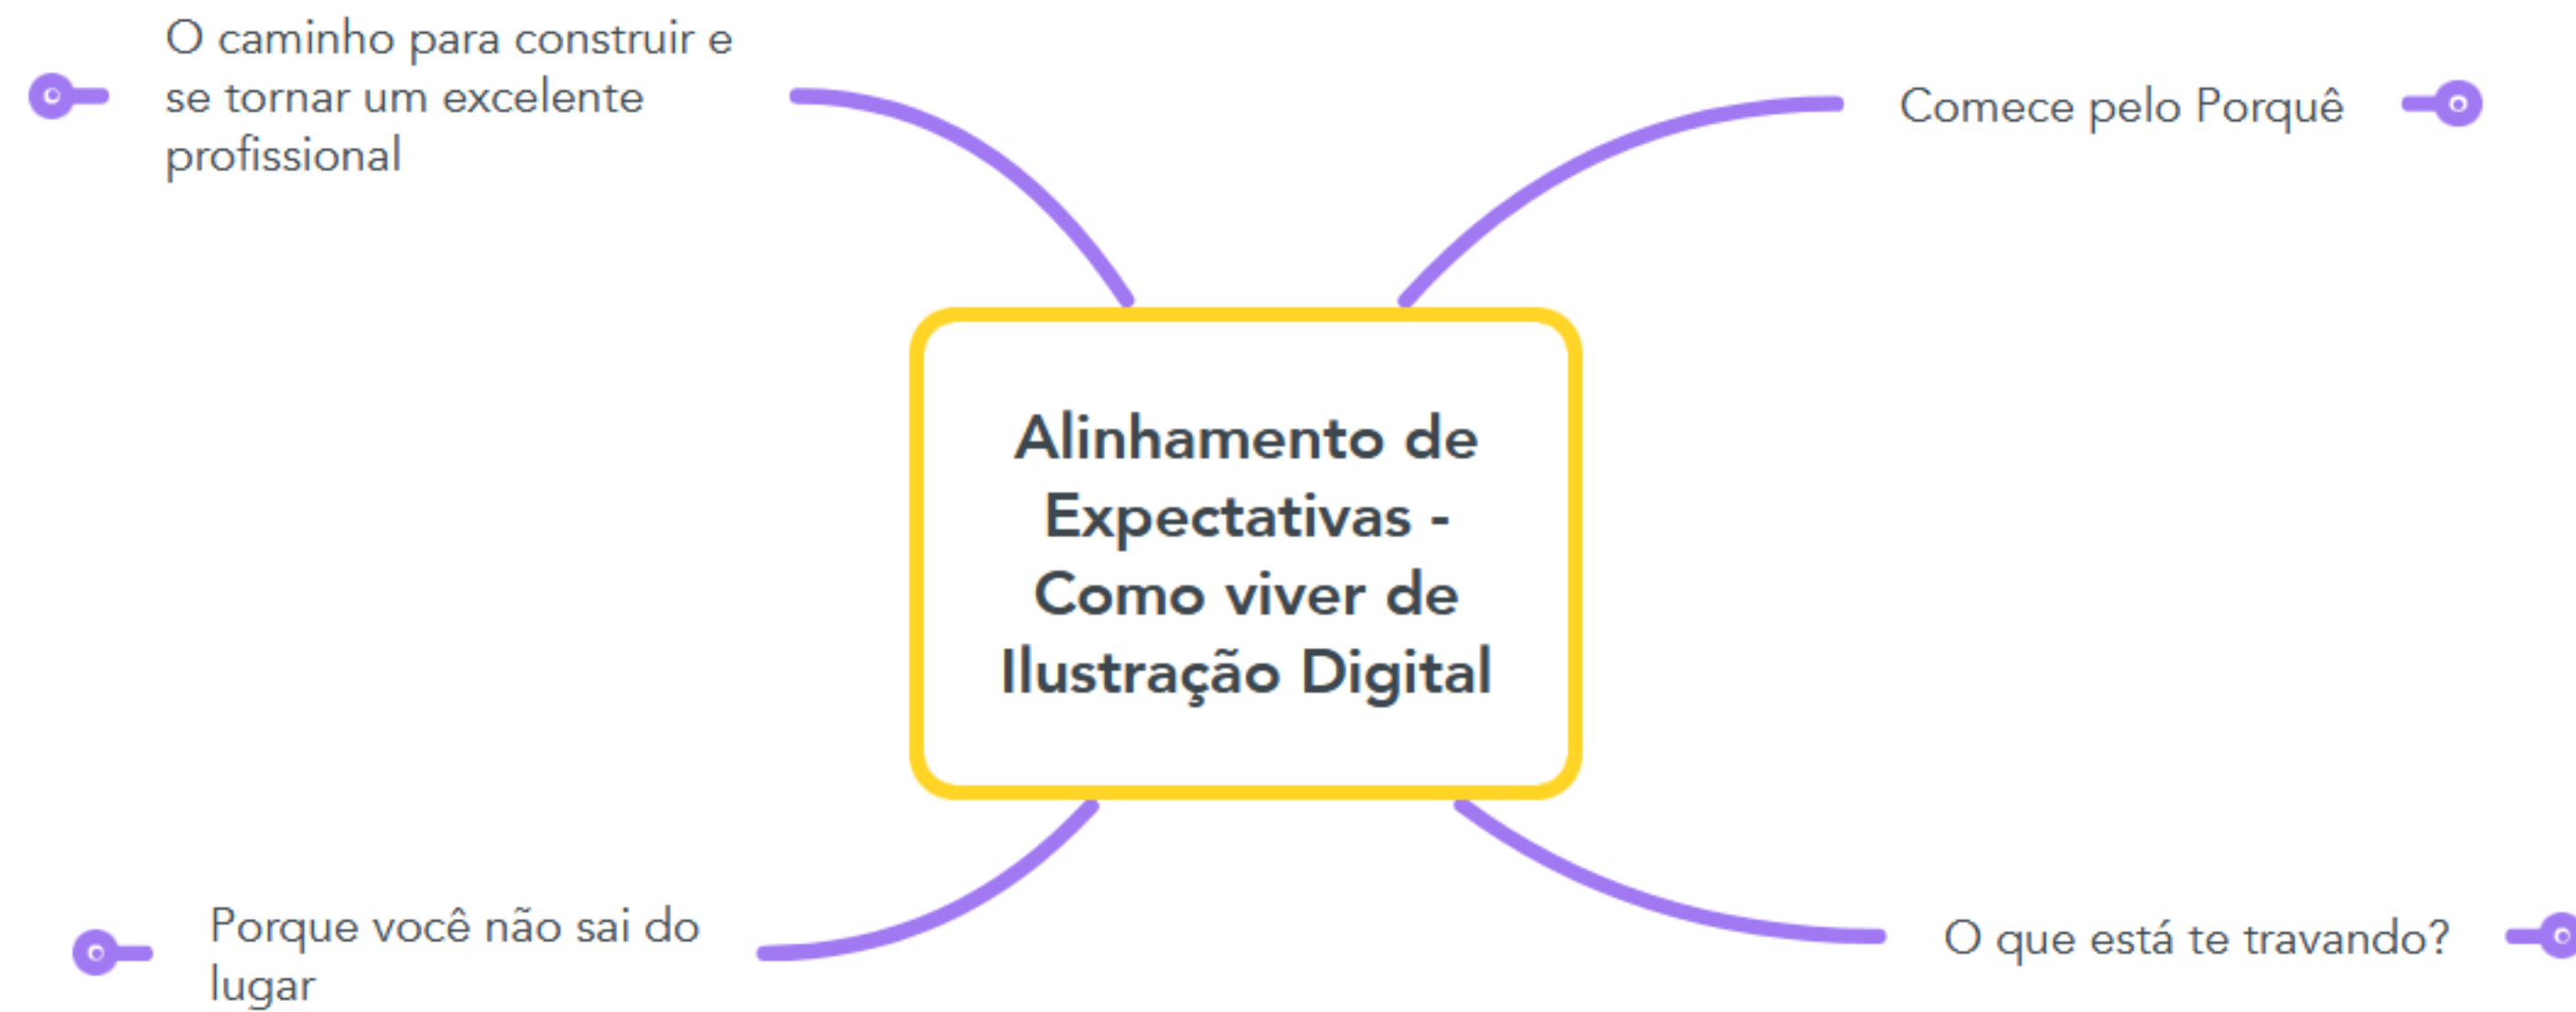 O caminho para construir e
se tornar um excelente
profissional
Comece pelo Porquê
Alinhamento de
Expectativas -
Como viver de
Ilustração Digital
Porque você não sai do
lugar
O que está te travando?